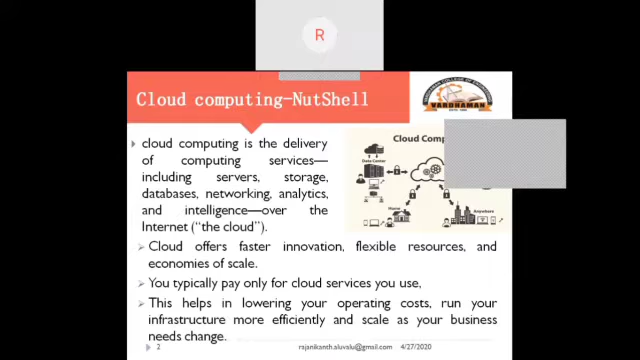 R
Cloud computing-NutShell
VARDHAMAN
cloud computing is the delivery
of computing services—
including servers, storage,
databases, networking, analytics,
and intelligence—over the
Internet (“the cloud”).
Cloud Comp
Data Center
Home
Anywhere
Cloud offers faster innovation, flexible resources, and
economies of scale.
You typically pay only for cloud services you use,
This helps in lowering your operating costs, run your
infrastructure more efficiently and scale as your business
needs change.
2
rajanikanth.aluvalu@gmail.com
4/27/2020